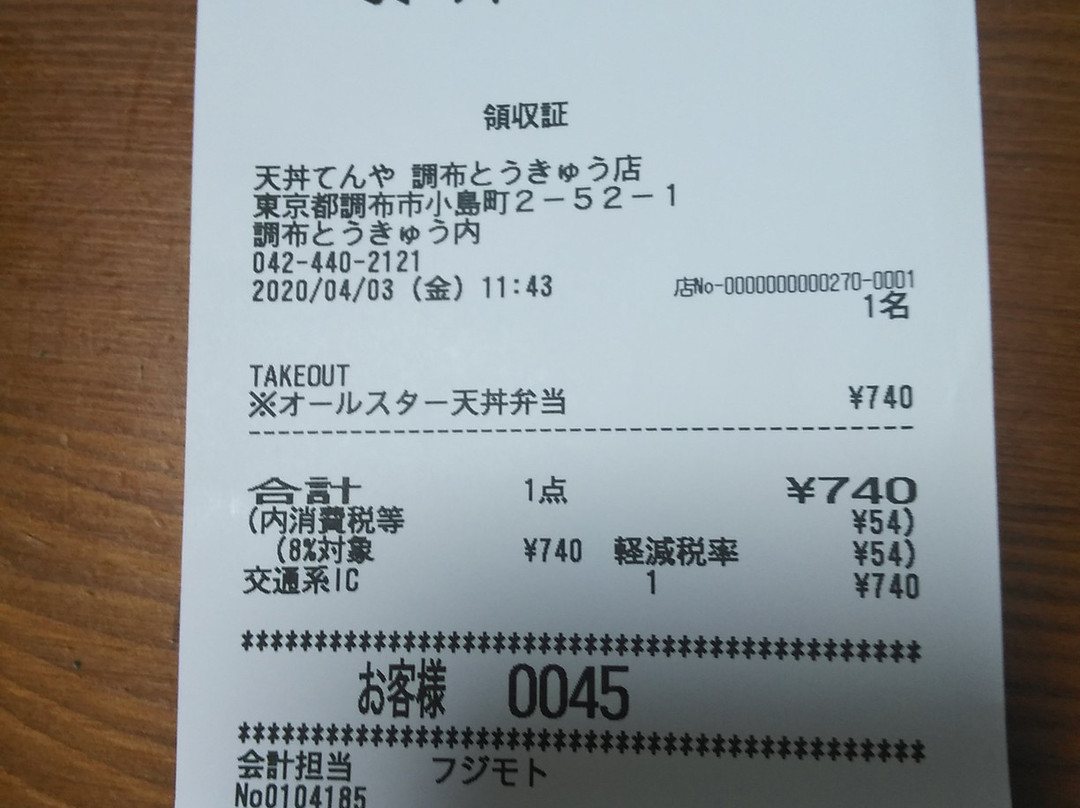 領収証
天丼てんや 調布とうきゅう店
東京都調布市小島町2-52-1
調布とうきゅう内
042-440-2121
2020/04/03 (金) 11:43 店No-0000000000270-0001
1名
TAKEOUT
※オールスター天丼弁当 ¥740
合計 1点 ¥740
(内消費税等 ¥54)
(8%対象 ¥740 軽減税率 ¥54)
交通系IC 1 ¥740
***********************************************
お客様 0045
***********************************************
会計担当 フジモト
No0104185